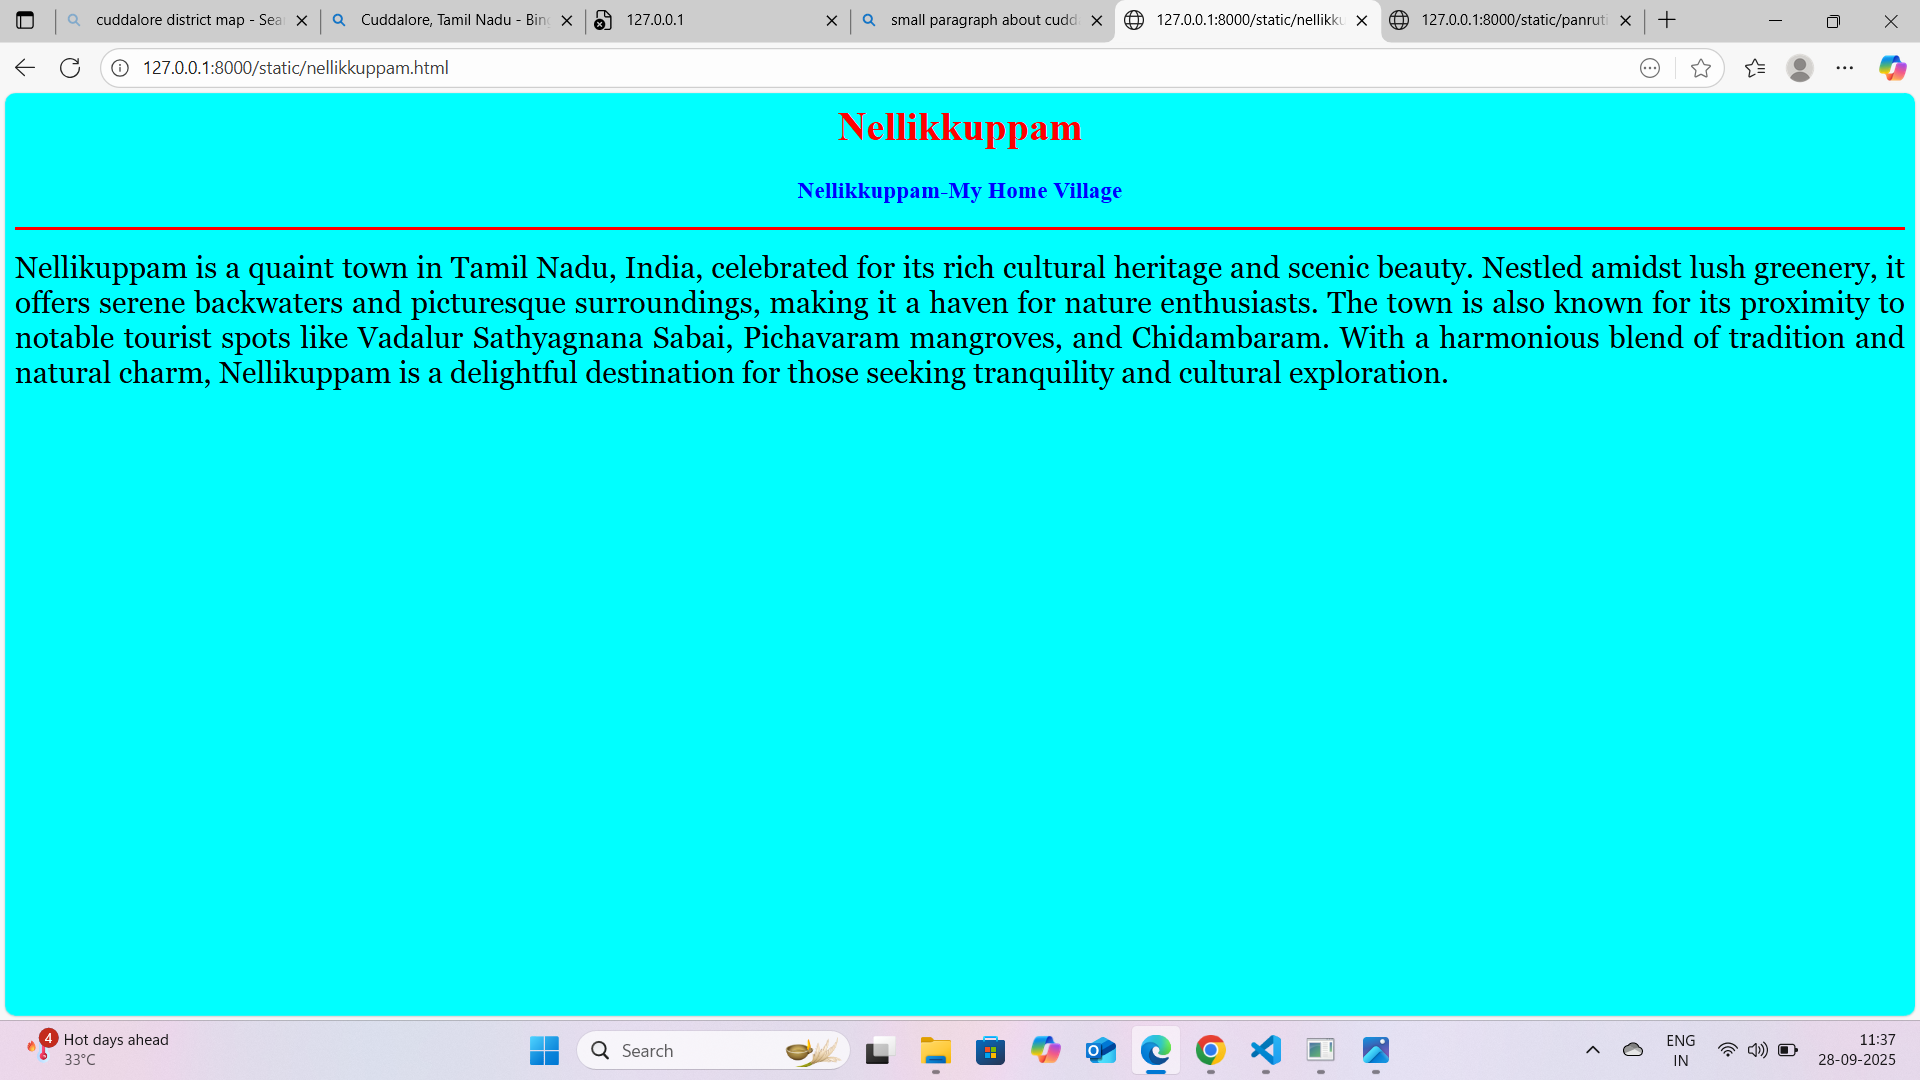 cuddalore district map - Sea
Cuddalore, Tamil Nadu - Bing
127.0.0.1
small paragraph about cudd
127.0.0.1:8000/static/nellikku
127.0.0.1:8000/static/panruti
127.0.0.1:8000/static/nellikkuppam.html
Nellikkuppam
Nellikkuppam-My Home Village
Nellikuppam is a quaint town in Tamil Nadu, India, celebrated for its rich cultural heritage and scenic beauty. Nestled amidst lush greenery, it
offers serene backwaters and picturesque surroundings, making it a haven for nature enthusiasts. The town is also known for its proximity to
notable tourist spots like Vadalur Sathyagnana Sabai, Pichavaram mangroves, and Chidambaram. With a harmonious blend of tradition and
natural charm, Nellikuppam is a delightful destination for those seeking tranquility and cultural exploration.
4
Hot days ahead
33°C
Search
ENG
IN
11:37
28-09-2025